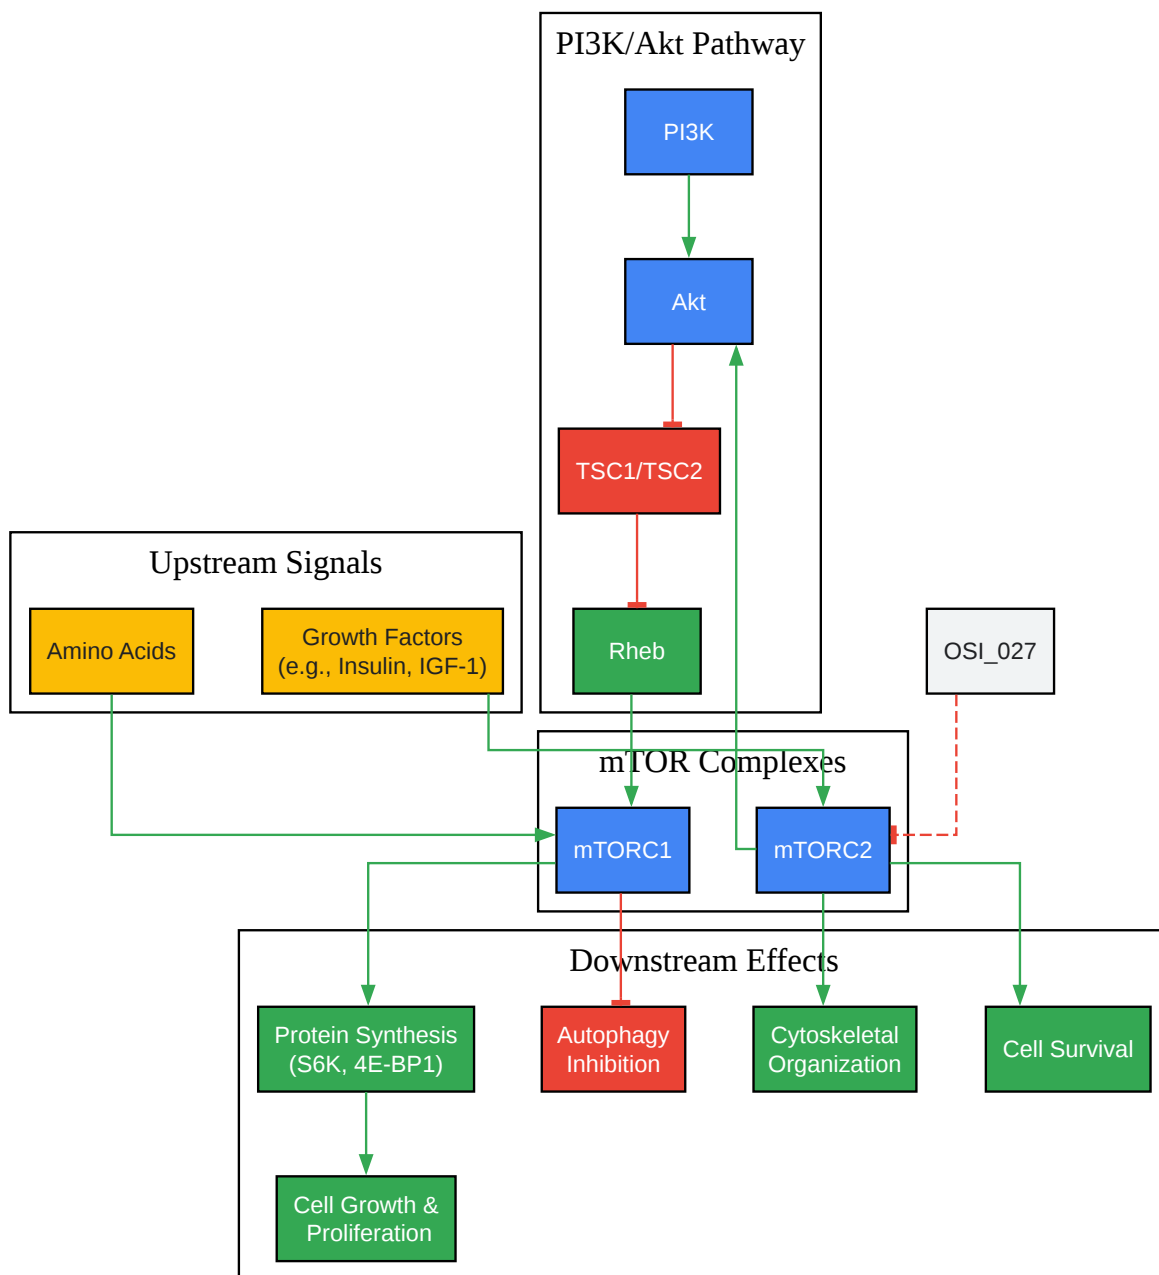 PI3K/Akt Pathway
PI3K
Akt
TSC1/TSC2
Upstream Signals
Amino Acids
Growth Factors
(e.g., Insulin, IGF-1)
Rheb
OSI_027
mTOR Complexes
mTORC1
mTORC2
Downstream Effects
Protein Synthesis
(S6K, 4E-BP1)
Autophagy
Inhibition
Cytoskeletal
Organization
Cell Survival
Cell Growth &
Proliferation